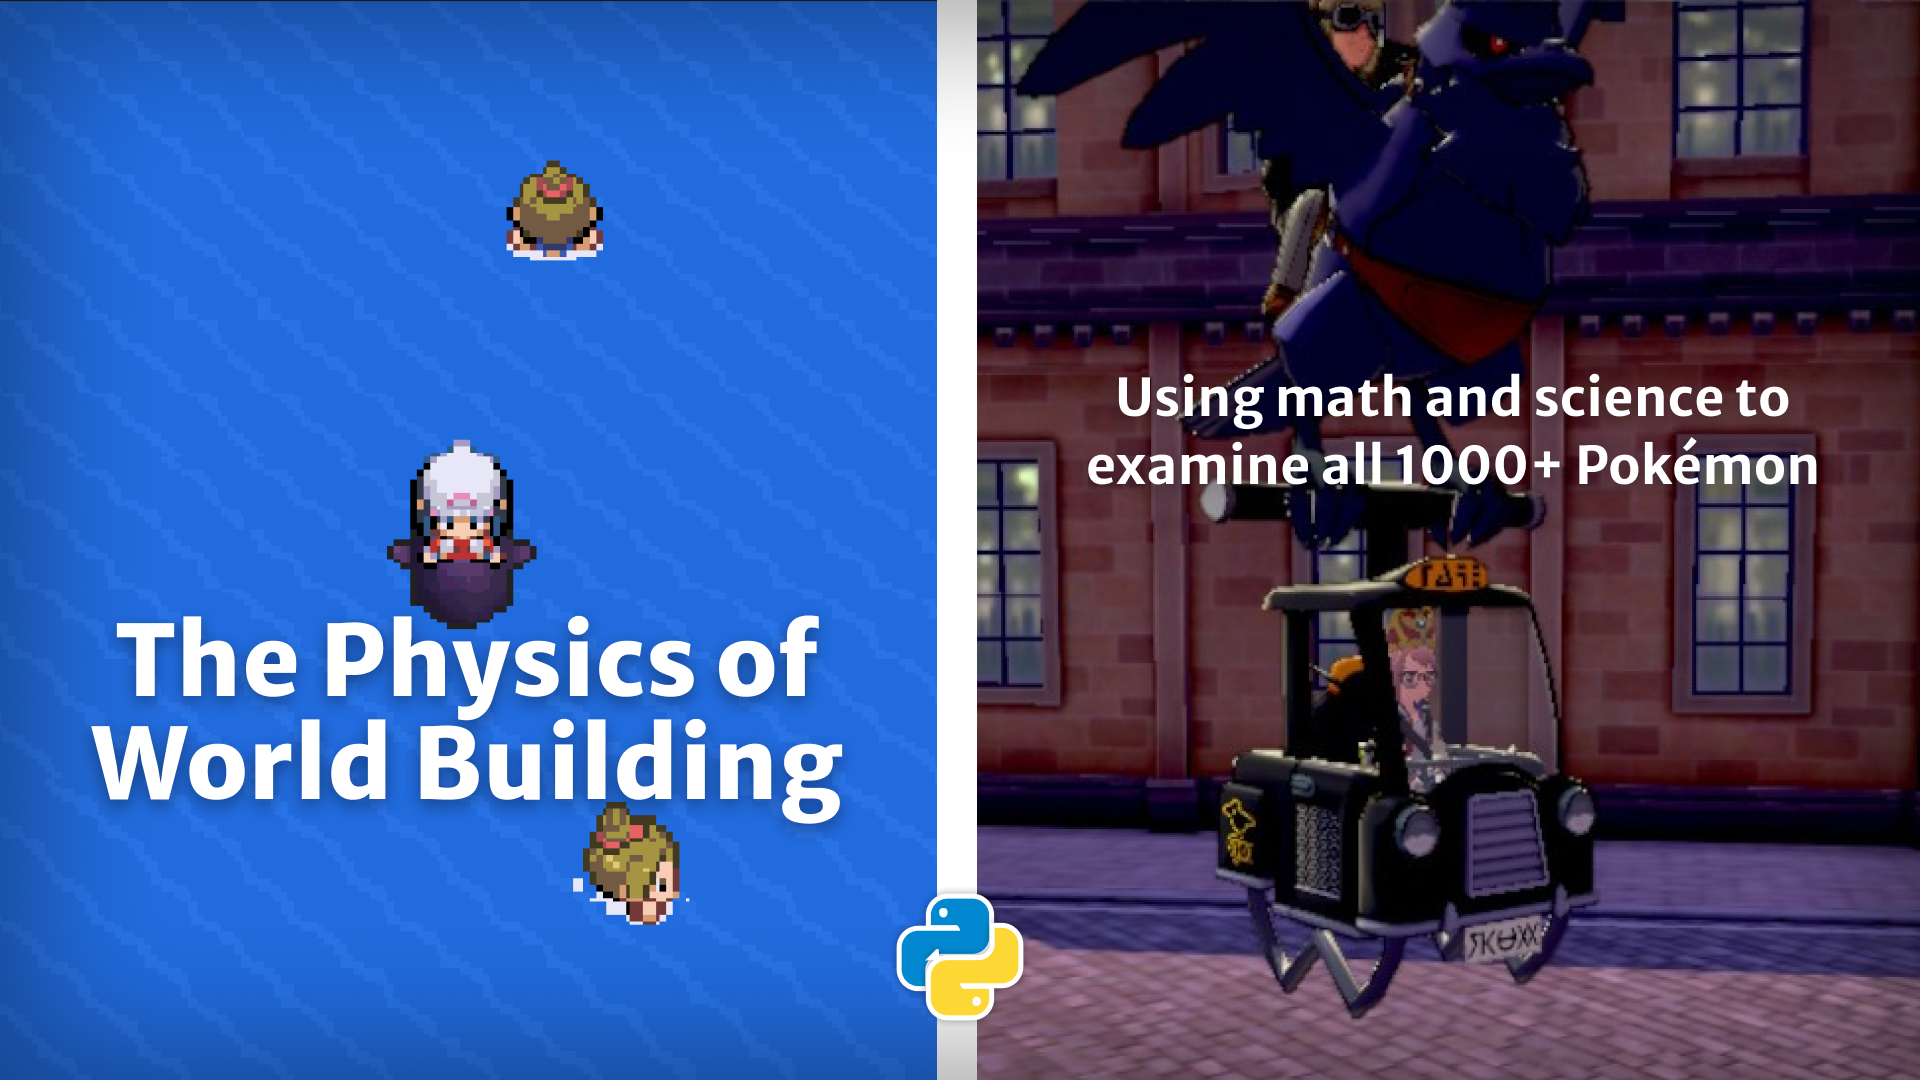 The Physics of
World Building
Using math and science to
examine all 1000+ Pokémon